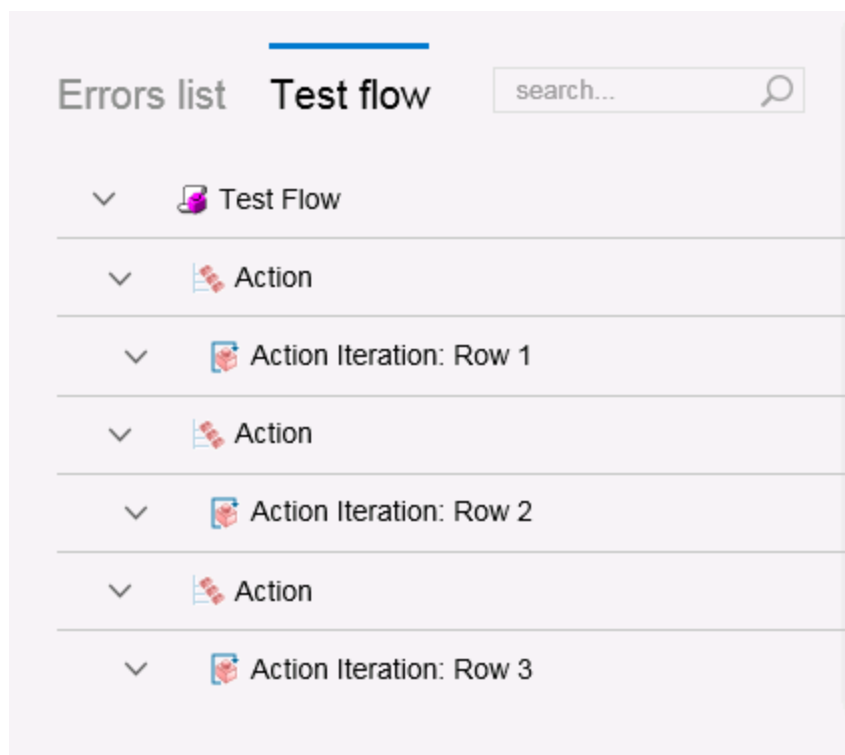 Errors list Test flow search...
Test Flow
Action
Action Iteration: Row 1
Action
Action Iteration: Row 2
Action
Action Iteration: Row 3